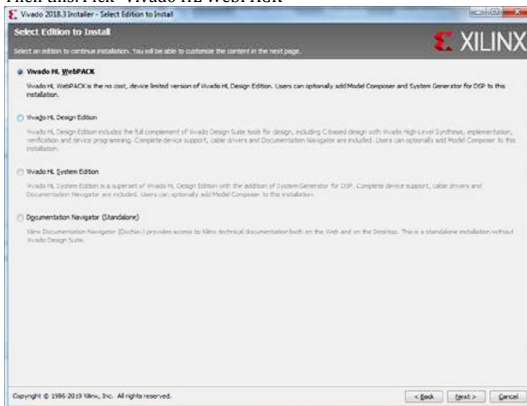 Then this. Pick "Vivado HL WebPACK"
Vivado 2018.3 Installer - Select Edition to Install
Select Edition to Install
Select an edition to continue installation. You will be able to customize the content in the next page.
XILINX
Vivado HL WebPACK
Vivado HL WebPACK is the no cost, device limited version of Vivado HL Design Edition. Users can optionally add Model Composer and System Generator for DSP to this
installation.
Vivado HL Design Edition
Vivado HL Design Edition includes the full complement of Vivado Design Suite tools for design, including C-based design with Vivado High-Level Synthesis, implementation,
verification and device programming. Complete device support, cable drivers and Documentation Navigator are included. Users can optionally add Model Composer to this
installation.
Vivado HL System Edition
Vivado HL System Edition is a superset of Vivado HL Design Edition with the addition of System Generator for DSP. Complete device support, cable drivers and
Documentation Navigator are included. Users can optionally add Model Composer to this installation.
Documentation Navigator (Standalone)
Xilinx Documentation Navigator (DocNav) provides access to Xilinx technical documentation both on the Web and on the Desktop. This is a standalone installation without
Vivado Design Suite.
Copyright © 1986-2019 Xilinx, Inc. All rights reserved.
< Back Next > Cancel